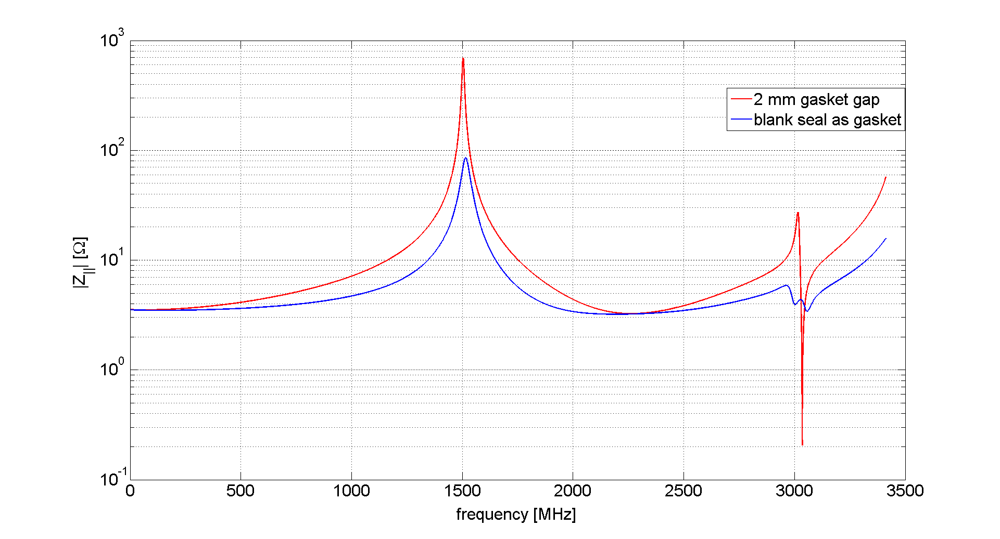 10^3
10^2
10^1
10^0
10^-1
|Z_||| [Ω]
2 mm gasket gap
blank seal as gasket
0 500 1000 1500 2000 2500 3000 3500
frequency [MHz]